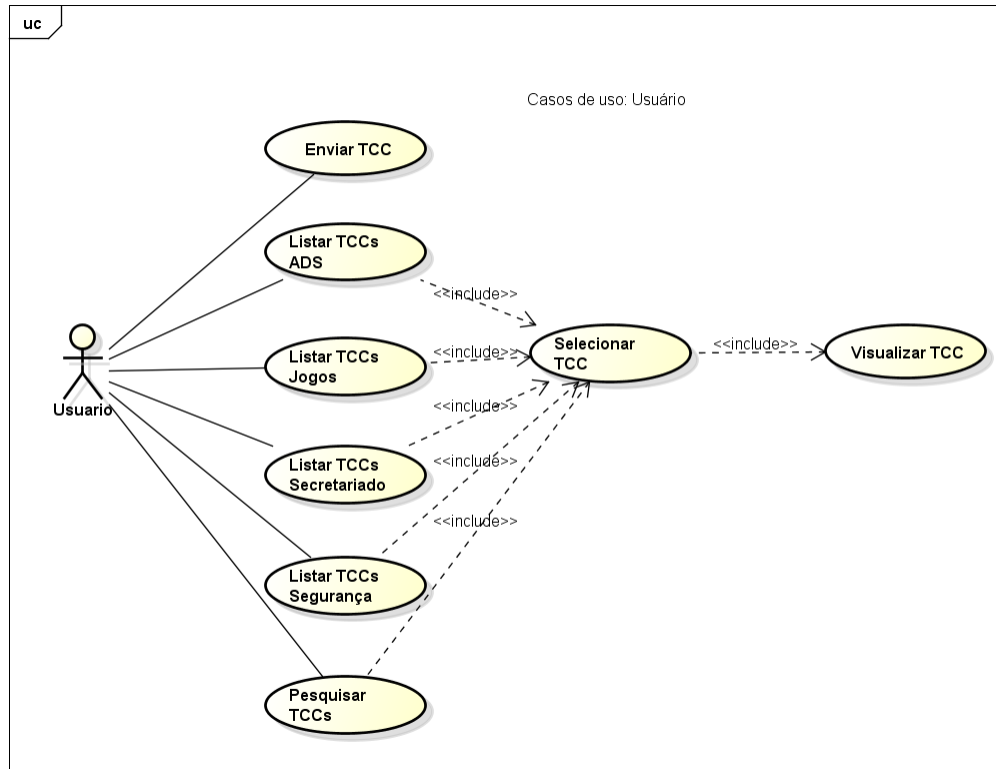 uc
Casos de uso: Usuário
Enviar TCC
Listar TCCs
ADS
<<include>>
Listar TCCs
Jogos
<<include>>
Selecionar
TCC
<<include>>
Visualizar TCC
Usuario
<<include>>
Listar TCCs
Secretariado
<<include>>
<<include>>
Listar TCCs
Segurança
Pesquisar
TCCs